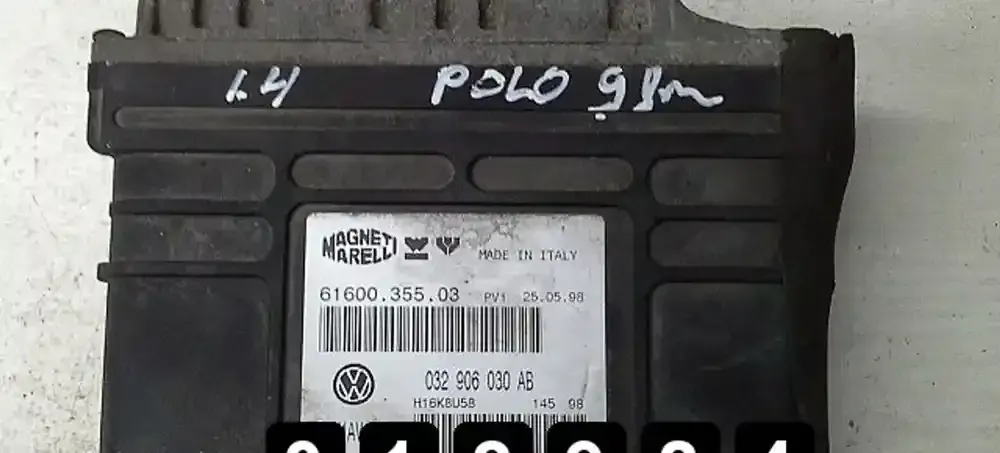 1.4 POLO 98m
MAGNETI MARELLI MADE IN ITALY
61600.355.03 PV1 25.05.98
032 906 030 AB
H16K8U58 145 98